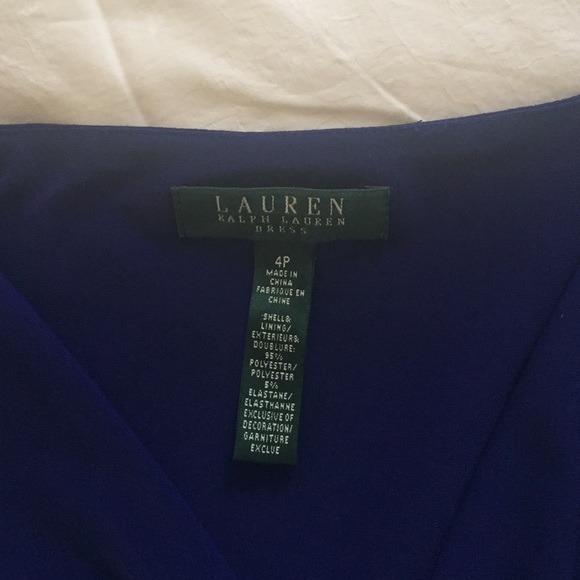 LAUREN
RALPH LAUREN
DRESS
4P
MADE IN
CHINA
FABRIQUE EN
CHINE
SHELL&
LINING/
EXTERIEUR&
DOUBLURE:
95%
POLYESTER/
POLYESTER
5%
ELASTANE/
ELASTHANNE
EXCLUSIVE OF
DECORATION/
GARNITURE
EXCLUE